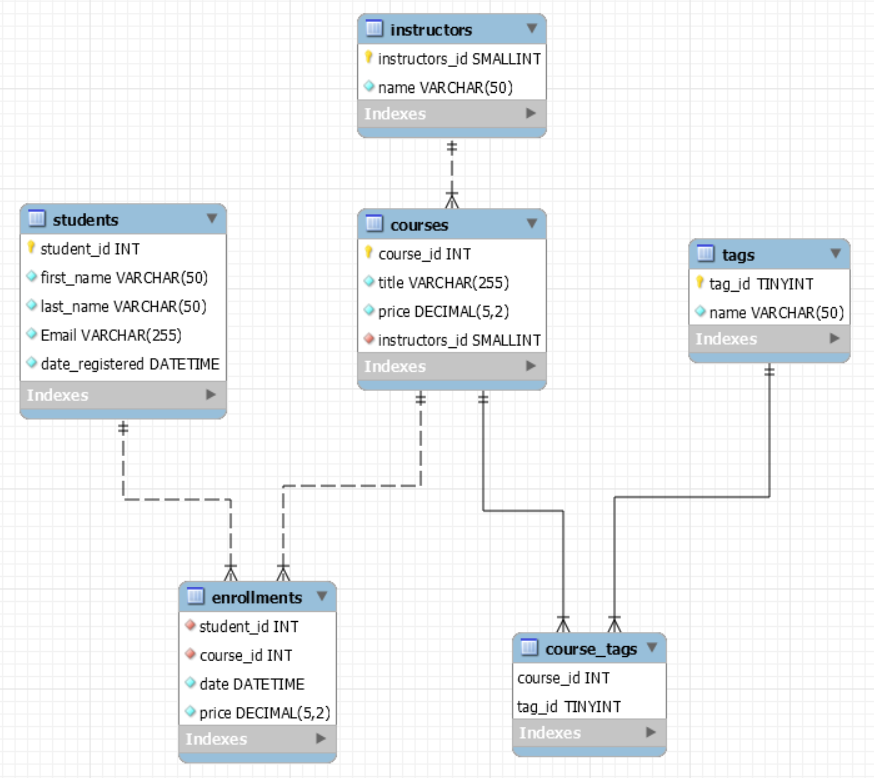 instructors
instructors_id SMALLINT
name VARCHAR(50)
Indexes
students
student_id INT
first_name VARCHAR(50)
last_name VARCHAR(50)
Email VARCHAR(255)
date_registered DATETIME
Indexes
courses
course_id INT
title VARCHAR(255)
price DECIMAL(5,2)
instructors_id SMALLINT
Indexes
tags
tag_id TINYINT
name VARCHAR(50)
Indexes
enrollments
student_id INT
course_id INT
date DATETIME
price DECIMAL(5,2)
Indexes
course_tags
course_id INT
tag_id TINYINT
Indexes